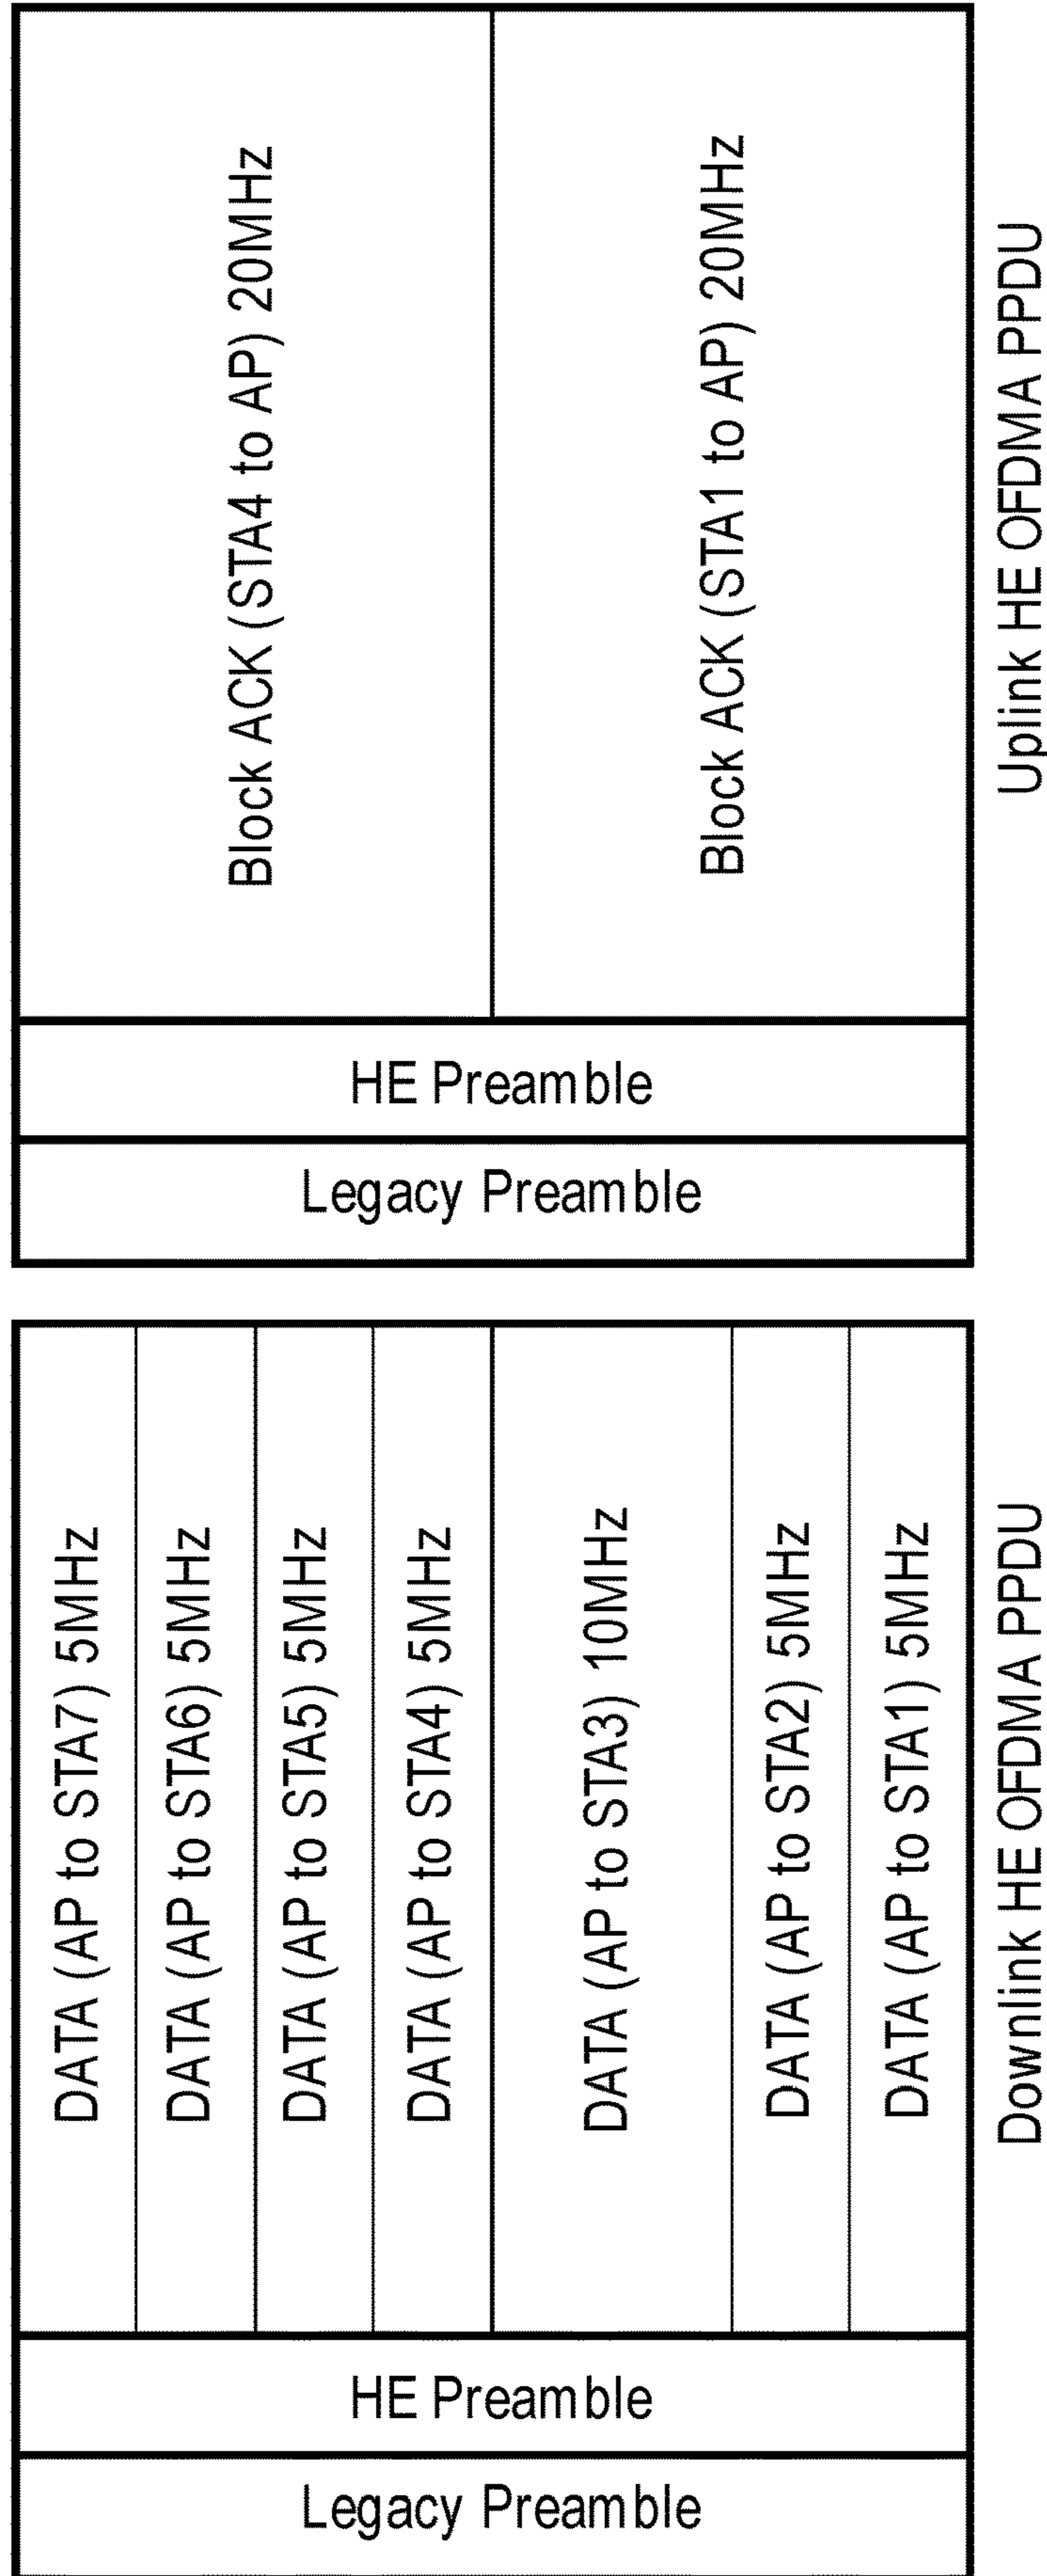 Legacy Preamble
HE Preamble
DATA (AP to STA7) 5MHz
DATA (AP to STA6) 5MHz
DATA (AP to STA5) 5MHz
DATA (AP to STA4) 5MHz
DATA (AP to STA3) 10MHz
DATA (AP to STA2) 5MHz
DATA (AP to STA1) 5MHz
Downlink HE OFDMA PPDU
Legacy Preamble
HE Preamble
Block ACK (STA4 to AP) 20MHz
Block ACK (STA1 to AP) 20MHz
Uplink HE OFDMA PPDU